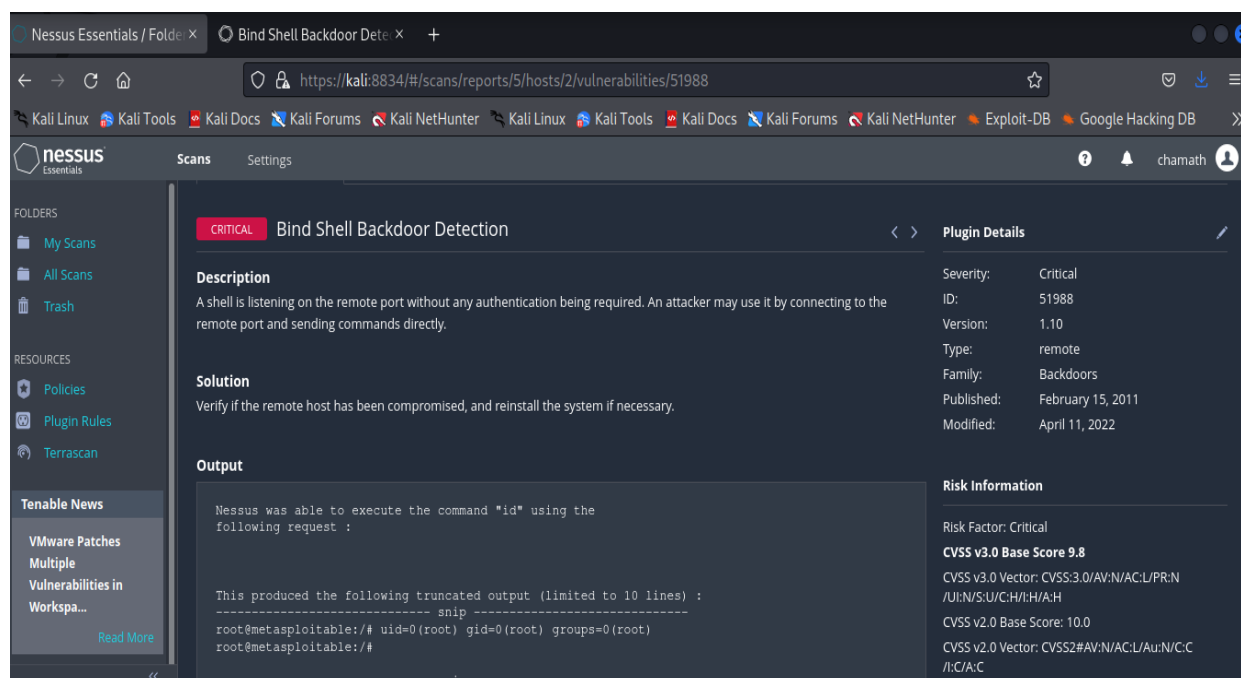 Nessus Essentials / Folde
Bind Shell Backdoor Dete
https://kali:8834/#/scans/reports/5/hosts/2/vulnerabilities/51988
Kali Linux Kali Tools Kali Docs Kali Forums Kali NetHunter Kali Linux Kali Tools Kali Docs Kali Forums Kali NetHunter Exploit-DB Google Hacking DB
nessus
Essentials
Scans Settings
chamath
FOLDERS
My Scans
All Scans
Trash
RESOURCES
Policies
Plugin Rules
Terrascan
Tenable News
VMware Patches
Multiple
Vulnerabilities in
Workspa...
Read More
CRITICAL Bind Shell Backdoor Detection
Description
A shell is listening on the remote port without any authentication being required. An attacker may use it by connecting to the
remote port and sending commands directly.
Solution
Verify if the remote host has been compromised, and reinstall the system if necessary.
Output
Nessus was able to execute the command "id" using the
following request :
This produced the following truncated output (limited to 10 lines) :
------------------------------ snip ------------------------------
root@metasploitable:/# uid=0(root) gid=0(root) groups=0(root)
root@metasploitable:/#
Plugin Details
Severity: Critical
ID: 51988
Version: 1.10
Type: remote
Family: Backdoors
Published: February 15, 2011
Modified: April 11, 2022
Risk Information
Risk Factor: Critical
CVSS v3.0 Base Score 9.8
CVSS v3.0 Vector: CVSS:3.0/AV:N/AC:L/PR:N
/UI:N/S:U/C:H/I:H/A:H
CVSS v2.0 Base Score: 10.0
CVSS v2.0 Vector: CVSS2#AV:N/AC:L/Au:N/C:C
/I:C/A:C